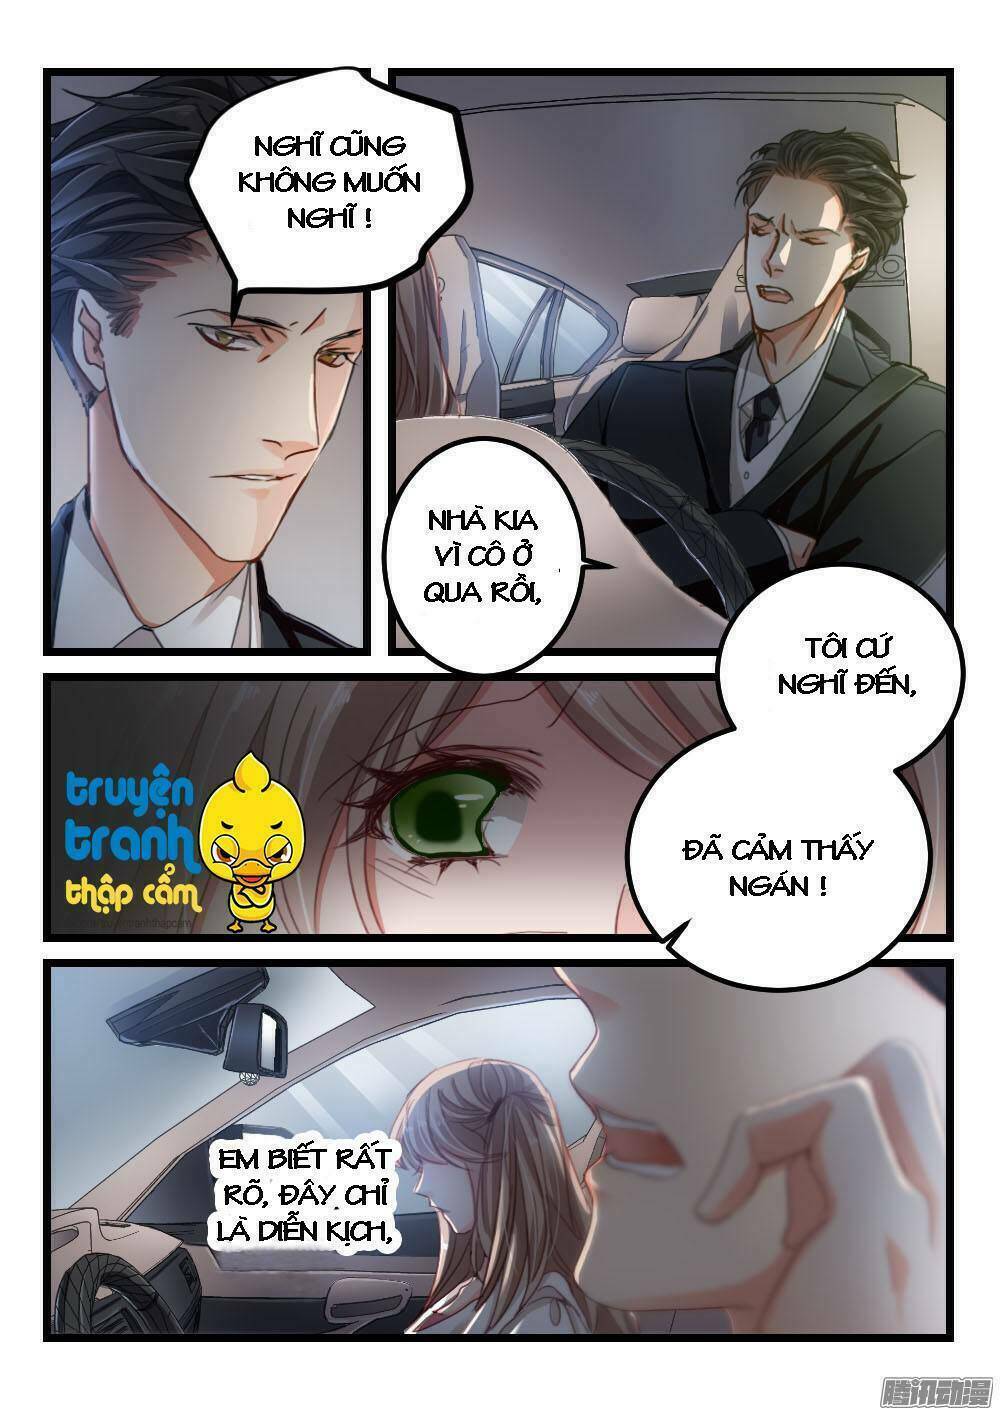 NGHĨ CŨNG
KHÔNG MUỐN
NGHĨ !
NHÀ KIA
VÌ CÔ Ở
QUA RỒI,
TÔI CỨ
NGHĨ ĐẾN,
ĐÃ CẢM THẤY
NGÁN !
truyện
tranh
thập cẩm
EM BIẾT RẤT
RÕ, ĐÂY CHỈ
LÀ DIỄN KỊCH,
腾讯动漫